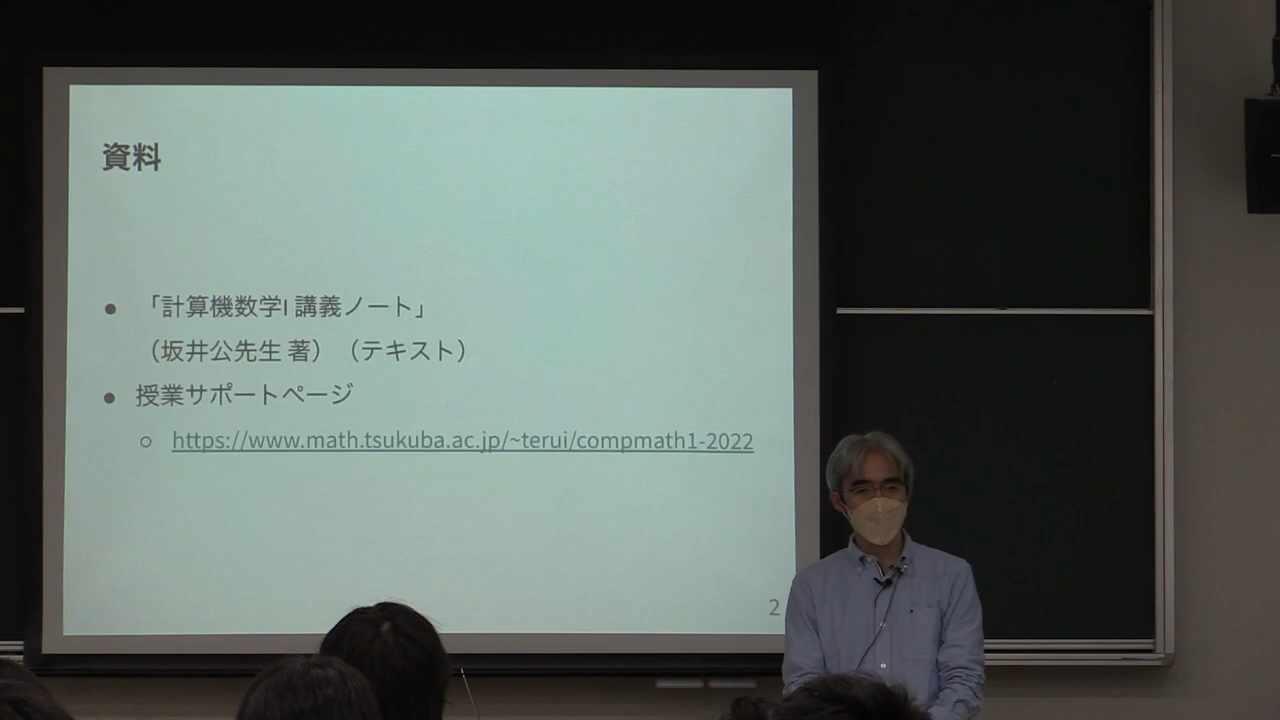 資料
● 「計算機数学I 講義ノート」
（坂井公先生 著）（テキスト）
● 授業サポートページ
○ https://www.math.tsukuba.ac.jp/~terui/compmath1-2022
2